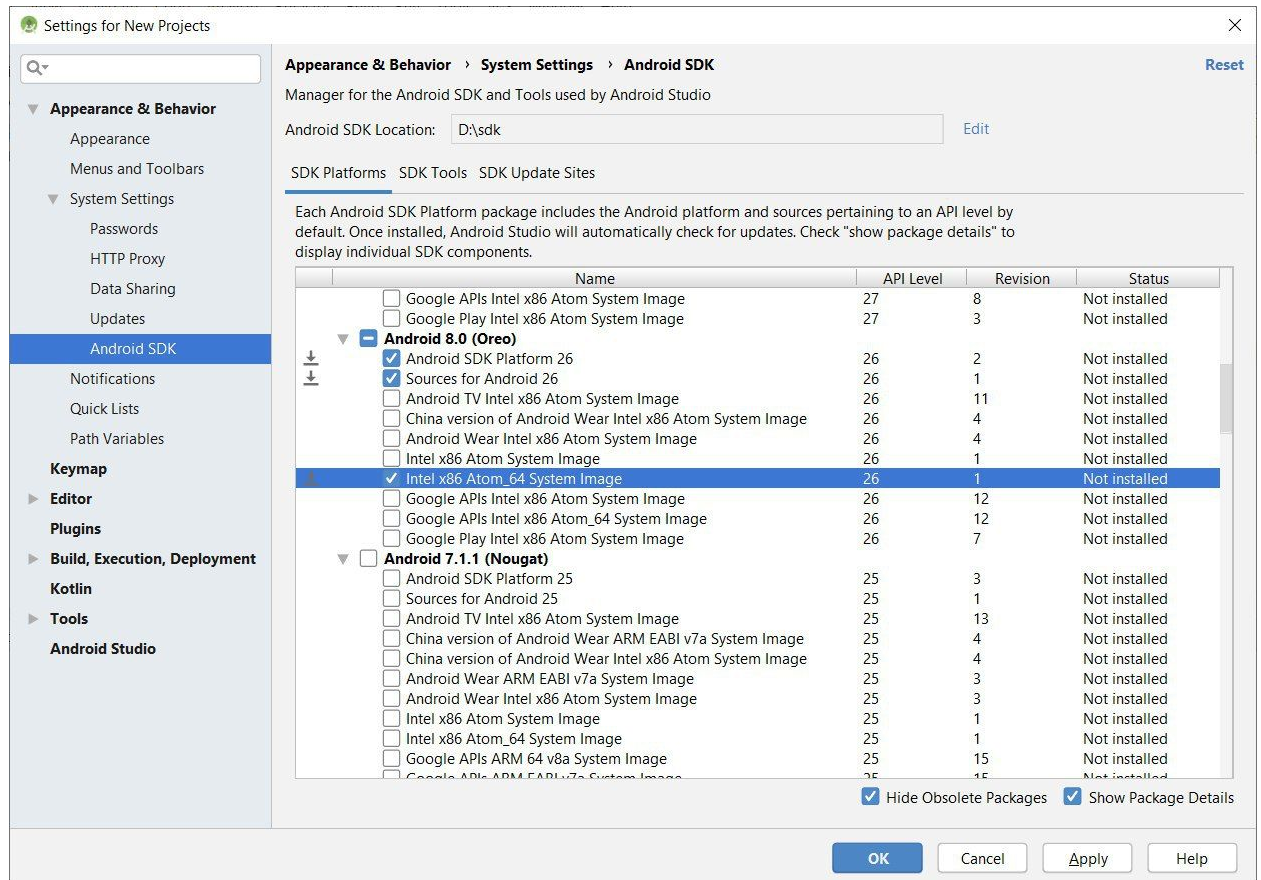 Settings for New Projects
Appearance & Behavior
Appearance
Menus and Toolbars
System Settings
Passwords
HTTP Proxy
Data Sharing
Updates
Android SDK
Notifications
Quick Lists
Path Variables
Keymap
Editor
Plugins
Build, Execution, Deployment
Kotlin
Tools
Android Studio
Appearance & Behavior › System Settings › Android SDK Reset
Manager for the Android SDK and Tools used by Android Studio
Android SDK Location: D:\sdk Edit
SDK Platforms SDK Tools SDK Update Sites
Each Android SDK Platform package includes the Android platform and sources pertaining to an API level by
default. Once installed, Android Studio will automatically check for updates. Check "show package details" to
display individual SDK components.
Name API Level Revision Status
Google APIs Intel x86 Atom System Image 27 8 Not installed
Google Play Intel x86 Atom System Image 27 3 Not installed
Android 8.0 (Oreo)
Android SDK Platform 26 26 2 Not installed
Sources for Android 26 26 1 Not installed
Android TV Intel x86 Atom System Image 26 11 Not installed
China version of Android Wear Intel x86 Atom System Image 26 4 Not installed
Android Wear Intel x86 Atom System Image 26 4 Not installed
Intel x86 Atom System Image 26 1 Not installed
Intel x86 Atom_64 System Image 26 1 Not installed
Google APIs Intel x86 Atom System Image 26 12 Not installed
Google APIs Intel x86 Atom_64 System Image 26 12 Not installed
Google Play Intel x86 Atom System Image 26 7 Not installed
Android 7.1.1 (Nougat)
Android SDK Platform 25 25 3 Not installed
Sources for Android 25 25 1 Not installed
Android TV Intel x86 Atom System Image 25 13 Not installed
China version of Android Wear ARM EABI v7a System Image 25 4 Not installed
China version of Android Wear Intel x86 Atom System Image 25 4 Not installed
Android Wear ARM EABI v7a System Image 25 3 Not installed
Android Wear Intel x86 Atom System Image 25 3 Not installed
Intel x86 Atom System Image 25 1 Not installed
Intel x86 Atom_64 System Image 25 1 Not installed
Google APIs ARM 64 v8a System Image 25 15 Not installed
Google APIs ARM EABI v7a System Image 25 15 Not installed
Hide Obsolete Packages Show Package Details
OK Cancel Apply Help